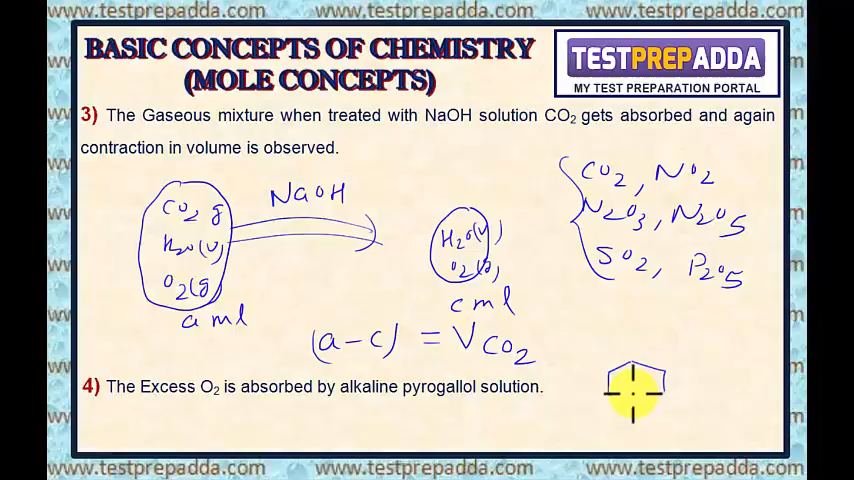 www.testprepadda.com www.testprepadda.com www.testprepadda.com
BASIC CONCEPTS OF CHEMISTRY
(MOLE CONCEPTS)
TESTPREPADDA
MY TEST PREPARATION PORTAL
3) The Gaseous mixture when treated with NaOH solution CO₂ gets absorbed and again
contraction in volume is observed.
NaOH
CO₂ g
H₂O(v)
O₂(g)
a ml
H₂O(v)
O₂(g)
c ml
CO₂, NO₂
N₂O₃, N₂O₅
SO₂, P₂O₅
(a-c) = V CO₂
4) The Excess O₂ is absorbed by alkaline pyrogallol solution.
www.testprepadda.com www.testprepadda.com www.testprepadda.com